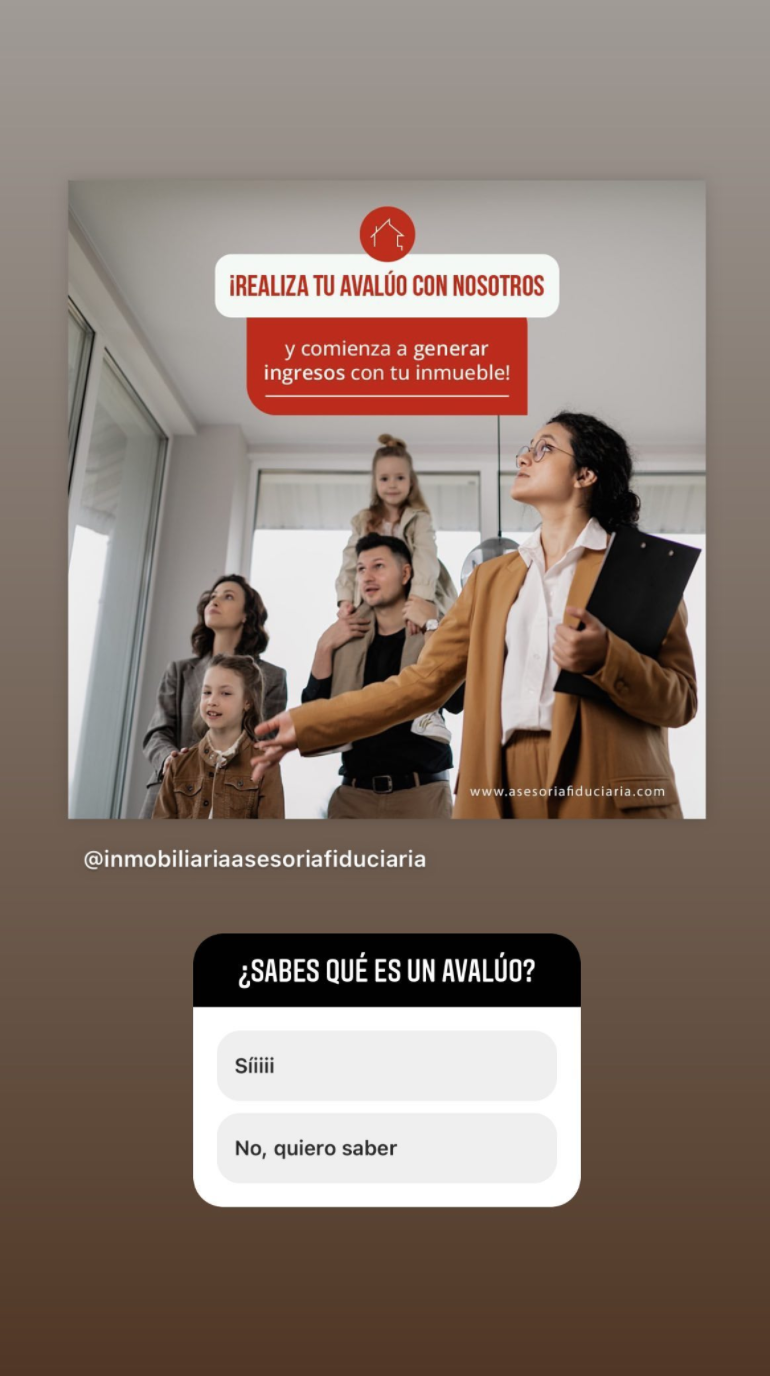 ¡REALIZA TU AVALÚO CON NOSOTROS
y comienza a generar
ingresos con tu inmueble!
www.asesoriafiduciaria.com
@inmobiliariaasesoriafiduciaria
¿SABES QUÉ ES UN AVALÚO?
Síiiii
No, quiero saber